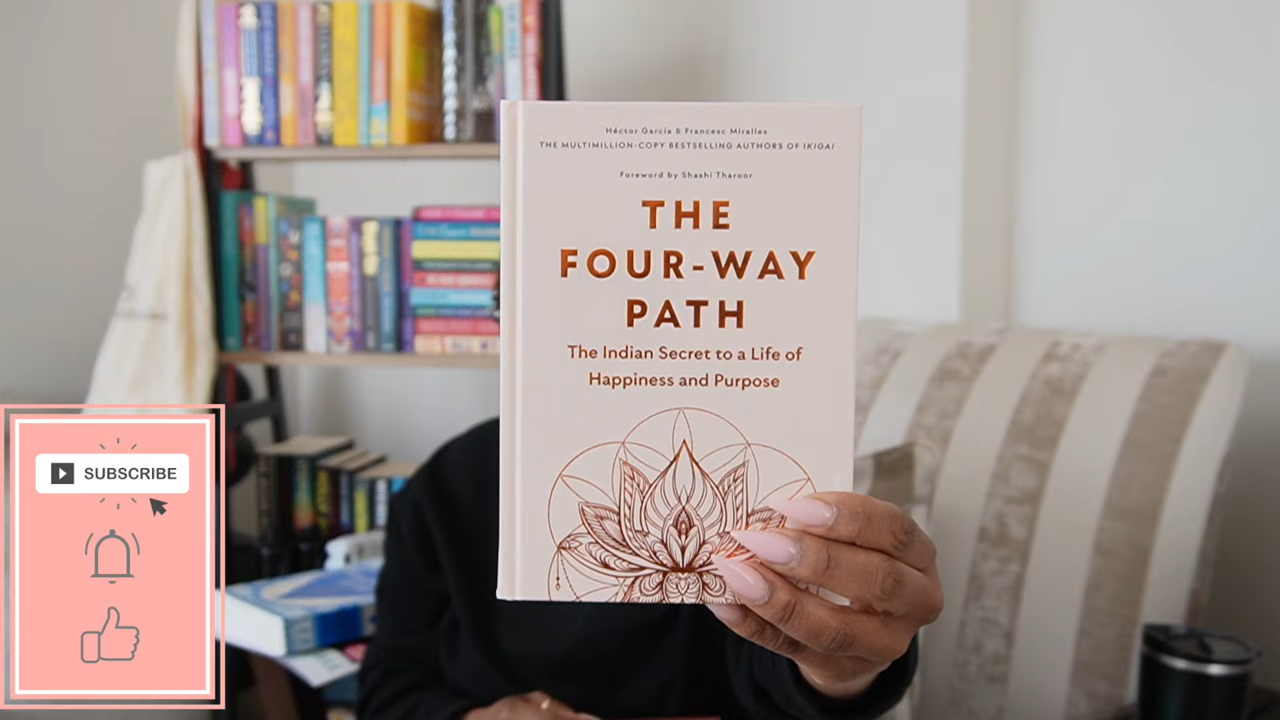 Héctor García & Francesc Miralles
THE MULTIMILLION-COPY BESTSELLING AUTHORS OF IKIGAI
Foreword by Shashi Tharoor
THE
FOUR-WAY
PATH
The Indian Secret to a Life of
Happiness and Purpose
SUBSCRIBE